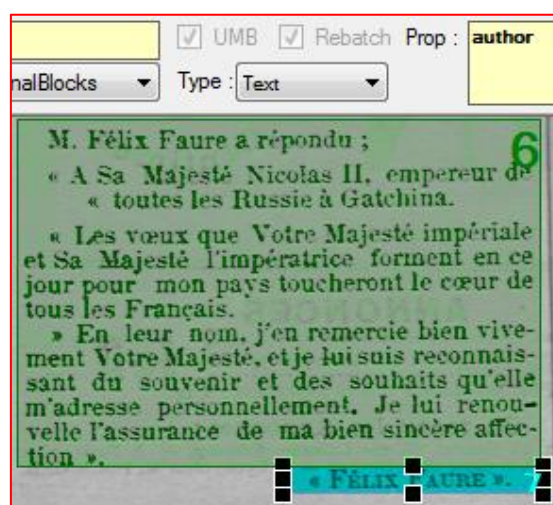 UMB Rebatch Prop : author
nalBlocks Type : Text
6
M. Félix Faure a répondu ;
« A Sa Majesté Nicolas II, empereur de
« toutes les Russie à Gatchina.
« Les vœux que Votre Majesté impériale
et Sa Majesté l'impératrice forment en ce
jour pour mon pays toucheront le cœur de
tous les Français.
» En leur nom, j'en remercie bien vive-
ment Votre Majesté, et je lui suis reconnais-
sant du souvenir et des souhaits qu'elle
m'adresse personnellement. Je lui renou-
velle l'assurance de ma bien sincère affec-
tion ».
« FÉLIX FAURE ». 7